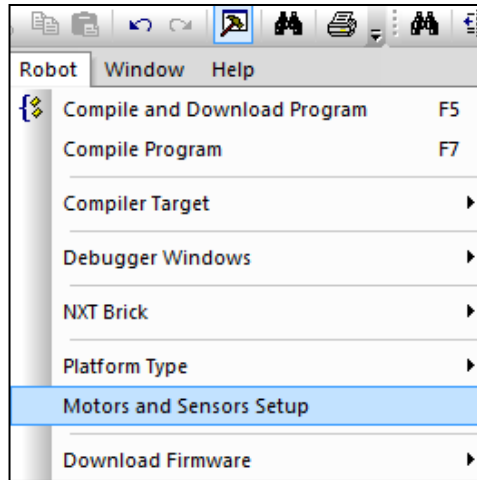 Robot Window Help
Compile and Download Program F5
Compile Program F7
Compiler Target
Debugger Windows
NXT Brick
Platform Type
Motors and Sensors Setup
Download Firmware